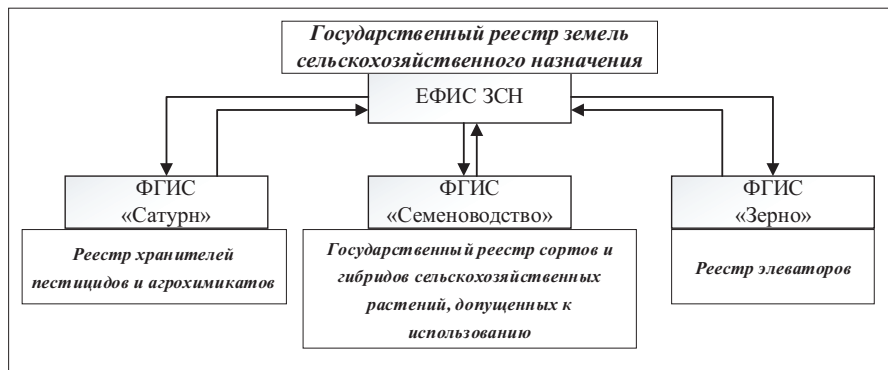 Государственный реестр земель
сельскохозяйственного назначения
ЕФИС ЗСН
ФГИС
«Сатурн»
Реестр хранителей
пестицидов и агрохимикатов
ФГИС
«Семеноводство»
Государственный реестр сортов и
гибридов сельскохозяйственных
растений, допущенных к
использованию
ФГИС
«Зерно»
Реестр элеваторов